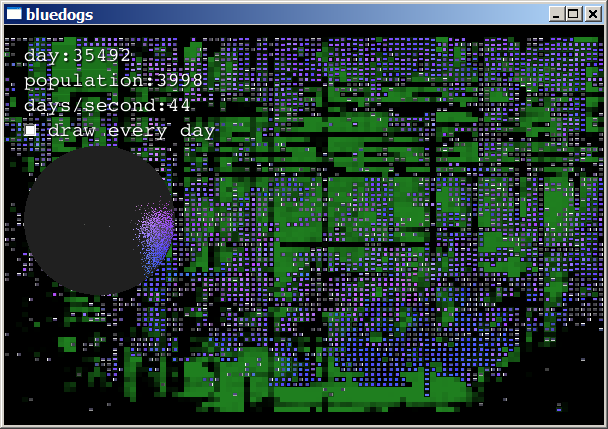 bluedogs
day:35492
population:3998
days/second:44
draw every day